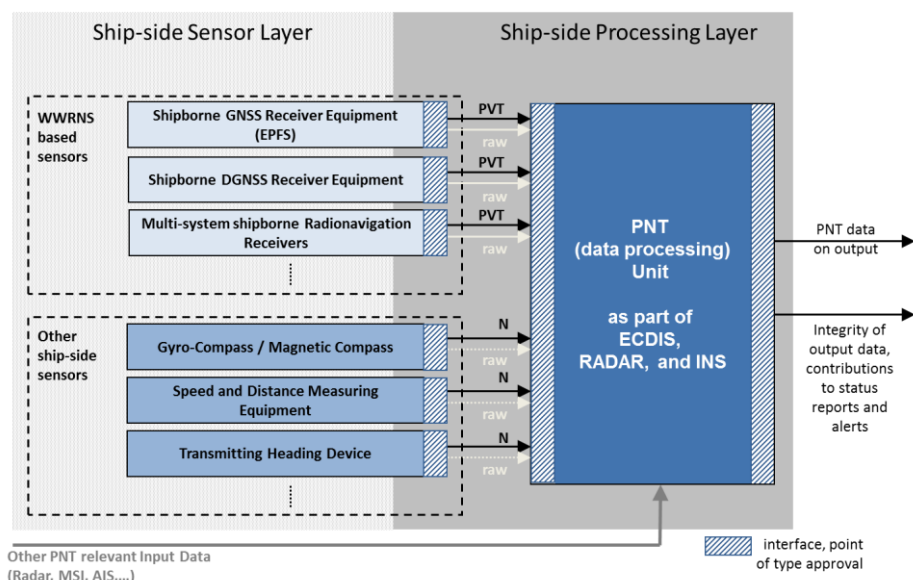 Ship-side Sensor Layer
Ship-side Processing Layer
WWRNS
based
sensors
Shipborne GNSS Receiver Equipment
(EPFS)
PVT
raw
Shipborne DGNSS Receiver Equipment
PVT
raw
Multi-system shipborne Radionavigation
Receivers
PVT
raw
Other
ship-side
sensors
Gyro-Compass / Magnetic Compass
N
raw
Speed and Distance Measuring
Equipment
N
raw
Transmitting Heading Device
N
raw
PNT
(data processing)
Unit
as part of
ECDIS,
RADAR, and INS
PNT data
on output
Integrity of
output data,
contributions
to status
reports and
alerts
Other PNT relevant Input Data
(Radar, MSI, AIS,...)
interface, point
of type approval